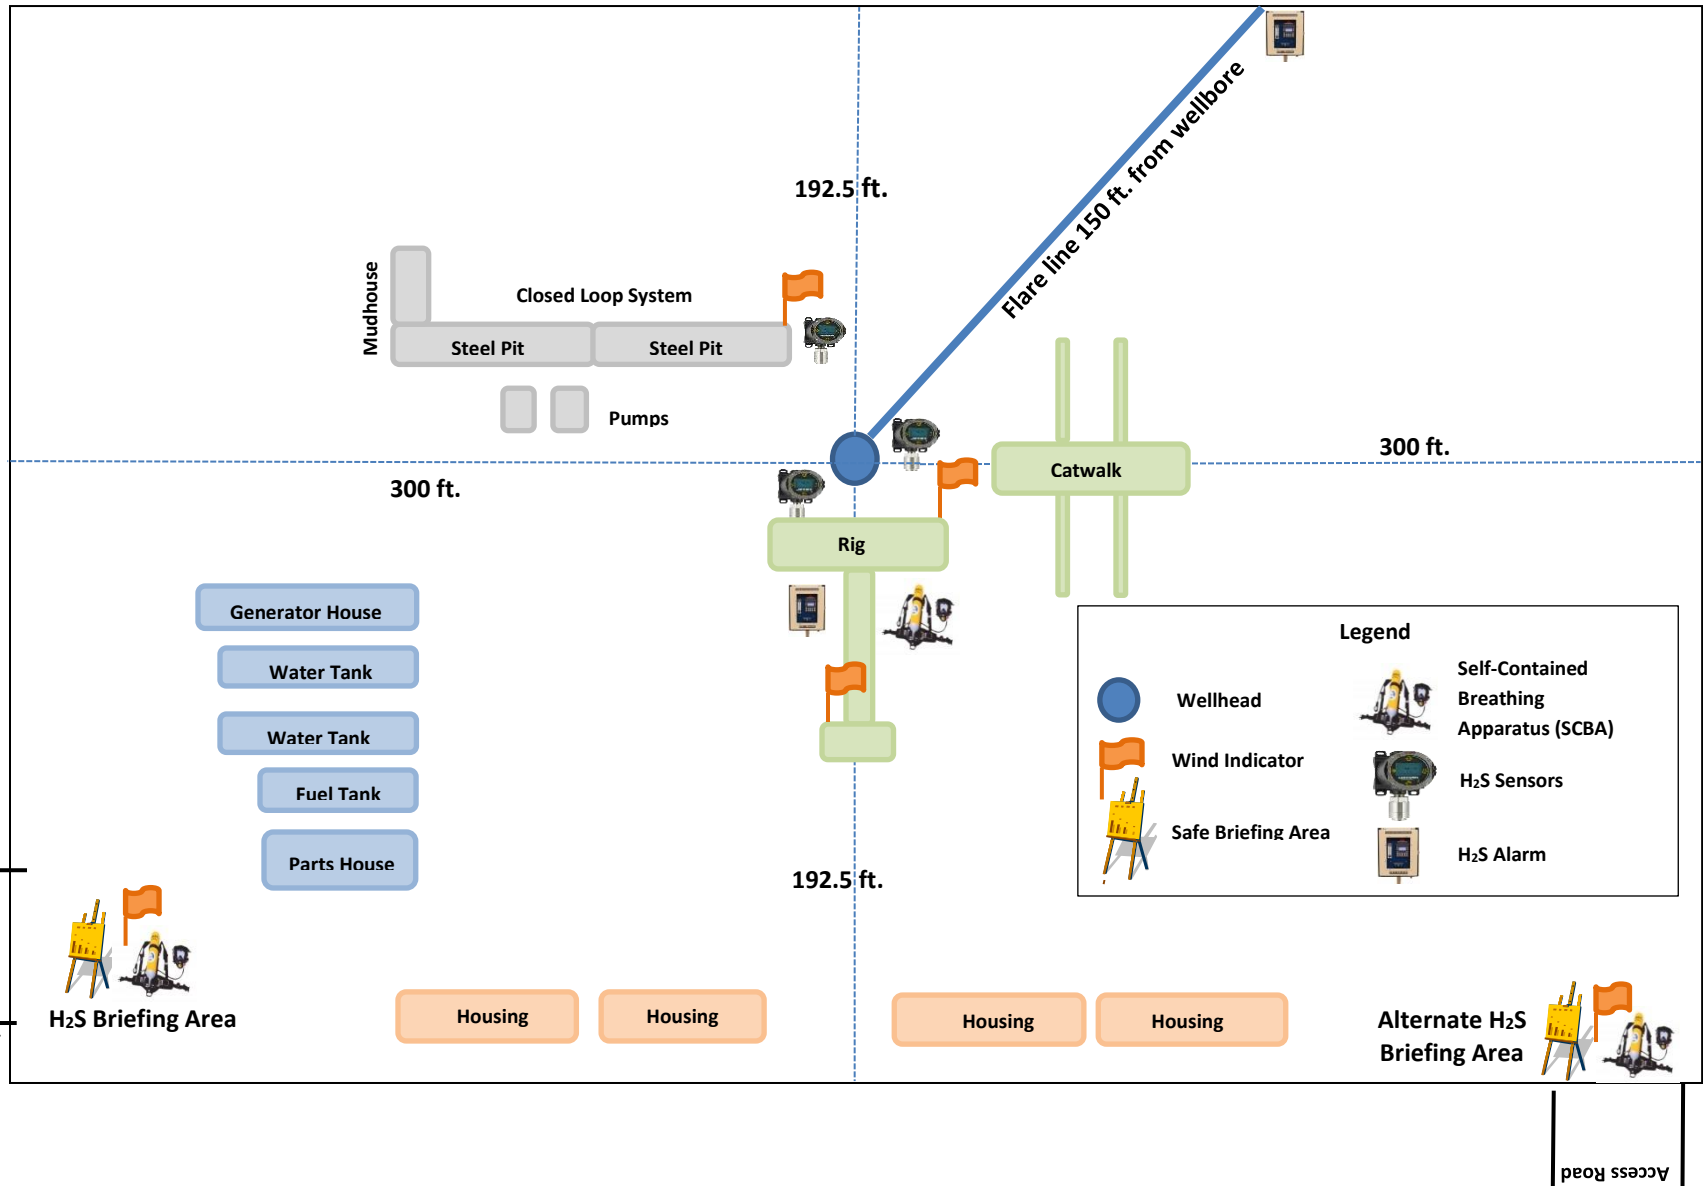 Flare line 150 ft. from wellbore
192.5 ft.
Mudhouse
Closed Loop System
Steel Pit
Steel Pit
Pumps
300 ft.
300 ft.
Catwalk
Rig
Generator House
Water Tank
Water Tank
Fuel Tank
Parts House
192.5 ft.
Legend
Wellhead
Wind Indicator
Safe Briefing Area
Self-Contained
Breathing
Apparatus (SCBA)
H2S Sensors
H2S Alarm
H2S Briefing Area
Housing
Housing
Housing
Housing
Alternate H2S
Briefing Area
Access Road